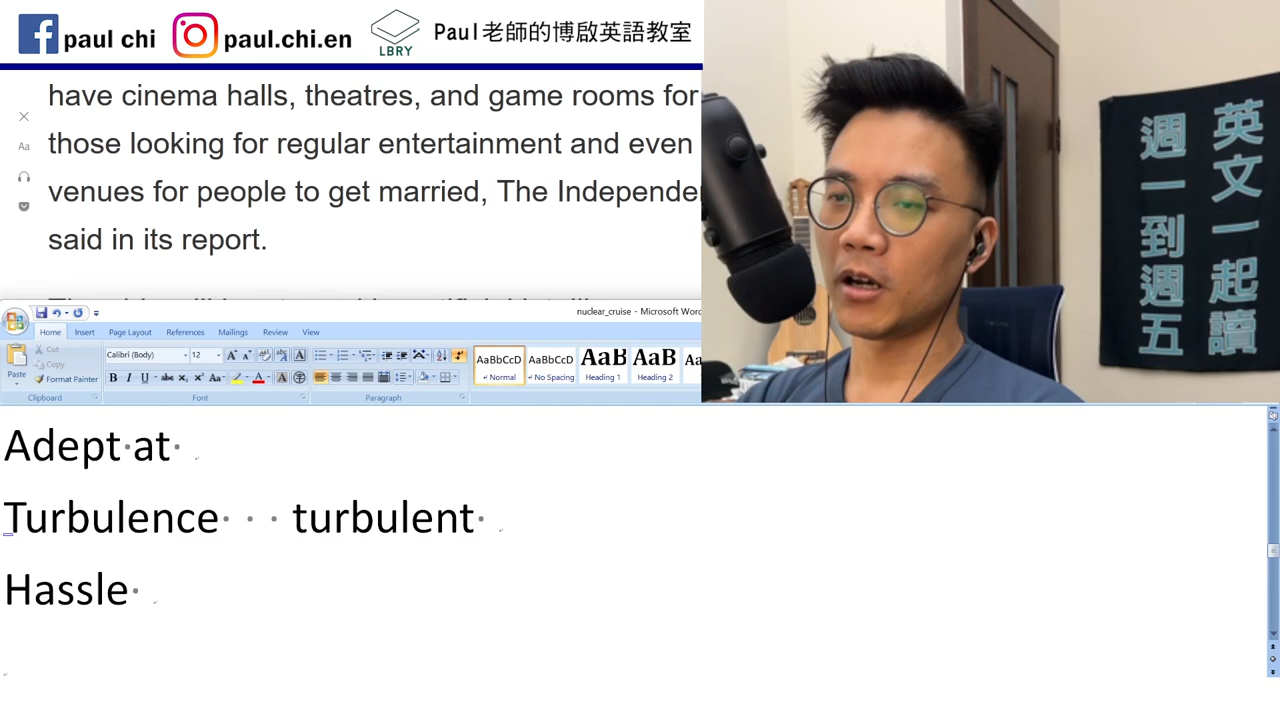 paul chi
paul.chi.en
LBRY
Paul老師的博啟英語教室
have cinema halls, theatres, and game rooms for
those looking for regular entertainment and even
venues for people to get married, The Independe
said in its report.
Aa
nuclear_cruise - Microsoft Word
Home Insert Page Layout References Mailings Review View
Paste
Cut
Copy
Format Painter
Calibri (Body) 12
AaBbCcD AaBbCcD AaB AaB
Normal No Spacing Heading 1 Heading 2
Clipboard Font Paragraph
Adept at
Turbulence turbulent
Hassle
英文一起讀
週一到週五